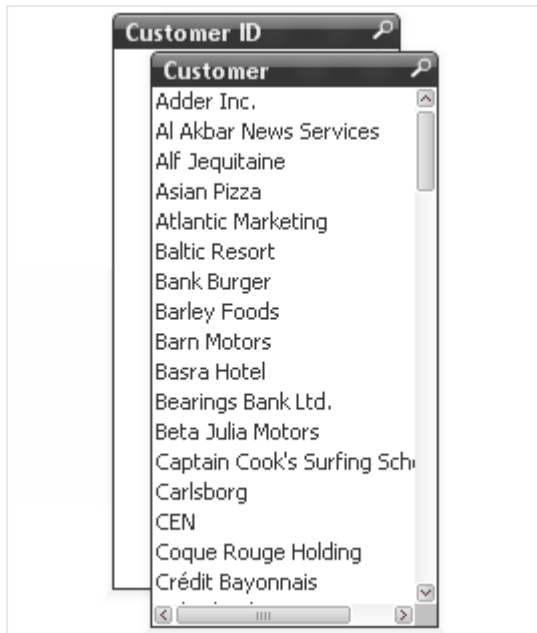 Customer ID
Customer
Adder Inc.
Al Akbar News Services
Alf Jequitaine
Asian Pizza
Atlantic Marketing
Baltic Resort
Bank Burger
Barley Foods
Barn Motors
Basra Hotel
Bearings Bank Ltd.
Beta Julia Motors
Captain Cook's Surfing Sch
Carlsborg
CEN
Coque Rouge Holding
Crédit Bayonnais